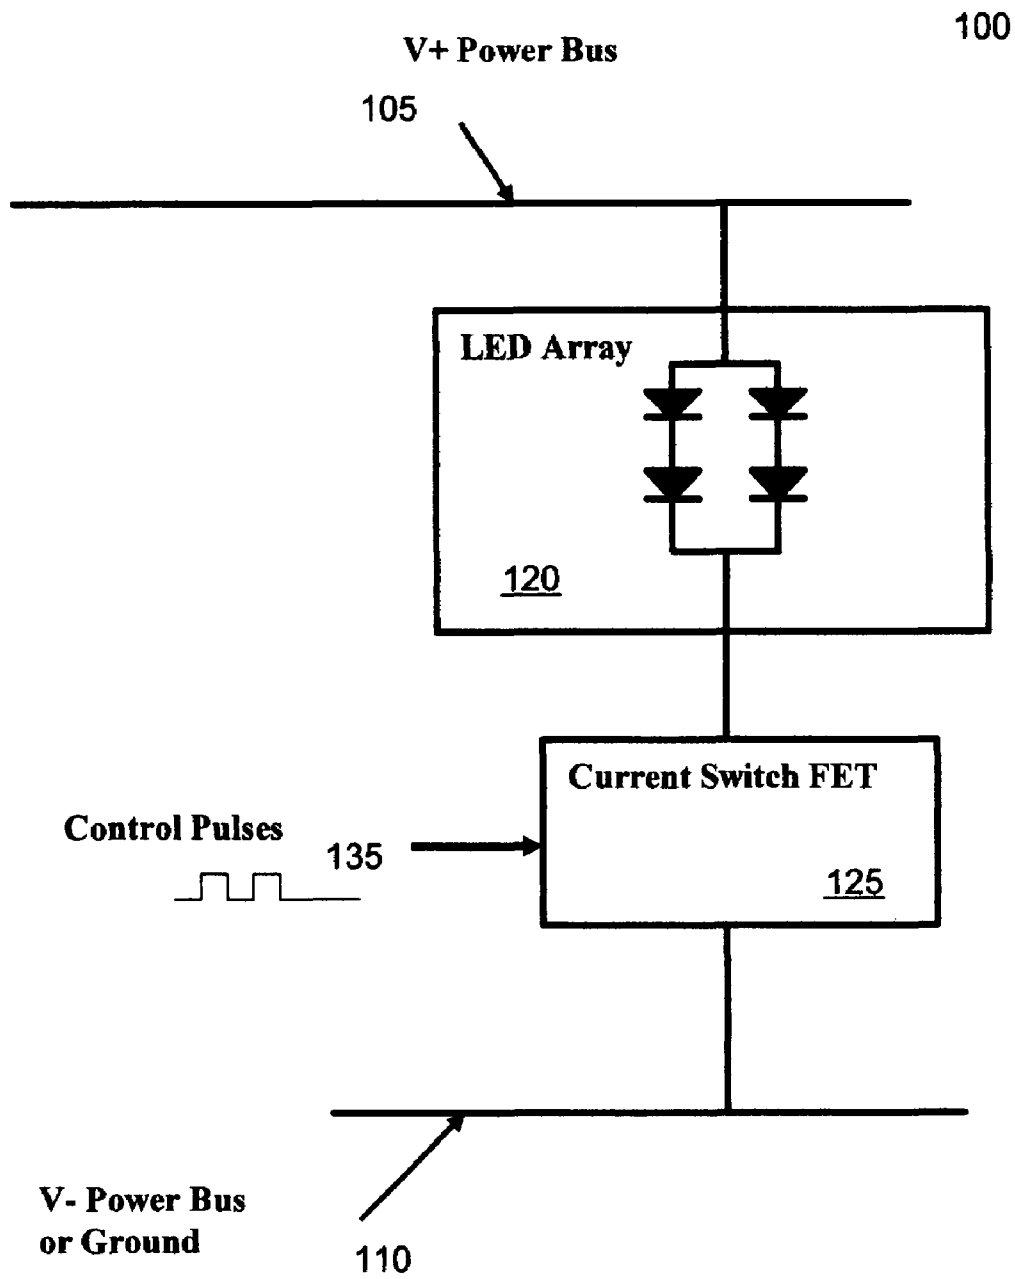 100
V+ Power Bus
105
LED Array
120
Current Switch FET
Control Pulses
135
125
V- Power Bus
or Ground
110